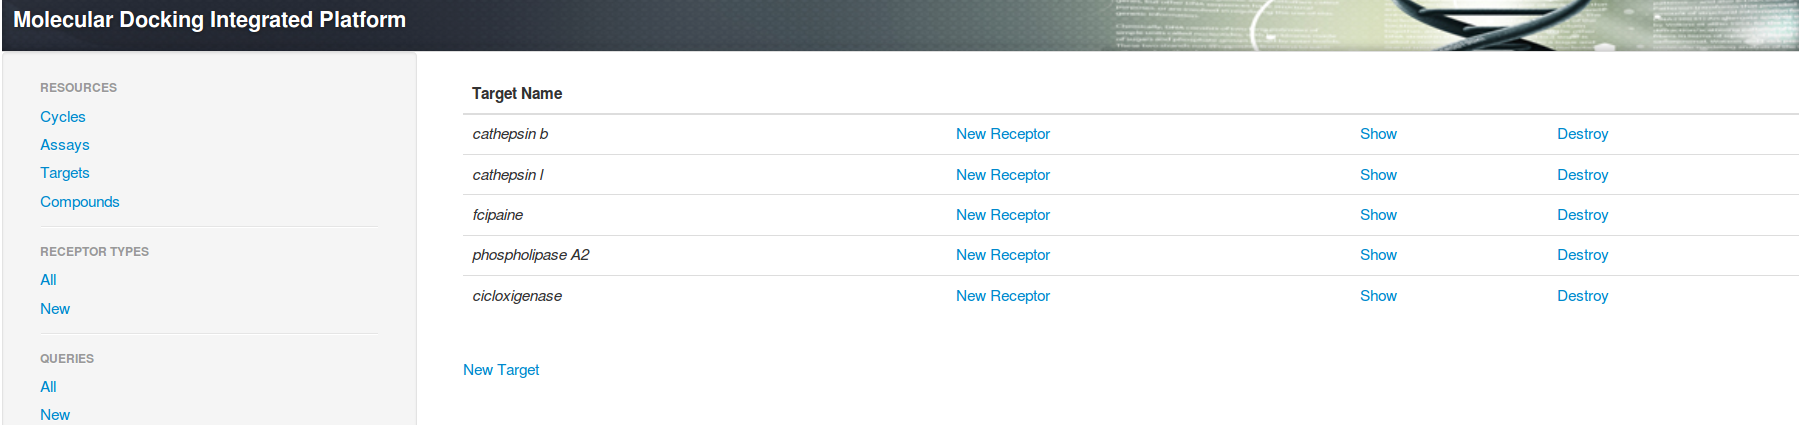 Molecular Docking Integrated Platform
RESOURCES
Cycles
Assays
Targets
Compounds
RECEPTOR TYPES
All
New
QUERIES
All
New
Target Name
cathepsin b New Receptor Show Destroy
cathepsin l New Receptor Show Destroy
fcipaine New Receptor Show Destroy
phospholipase A2 New Receptor Show Destroy
cicloxigenase New Receptor Show Destroy
New Target